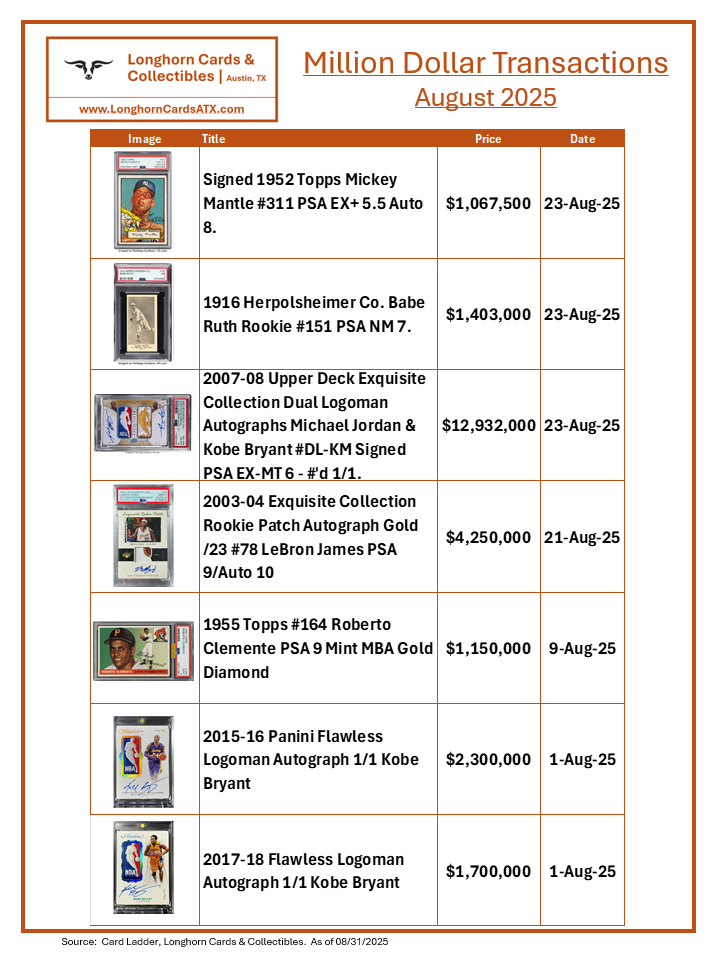 Longhorn Cards &
Collectibles | Austin, TX
www.LonghornCardsATX.com
Million Dollar Transactions
August 2025
Image Title Price Date
Signed 1952 Topps Mickey
Mantle #311 PSA EX+ 5.5 Auto
8.
$1,067,500 23-Aug-25
1916 Herpolsheimer Co. Babe
Ruth Rookie #151 PSA NM 7.
$1,403,000 23-Aug-25
2007-08 Upper Deck Exquisite
Collection Dual Logoman
Autographs Michael Jordan &
Kobe Bryant #DL-KM Signed
PSA EX-MT 6 - #'d 1/1.
$12,932,000 23-Aug-25
2003-04 Exquisite Collection
Rookie Patch Autograph Gold
/23 #78 LeBron James PSA
9/Auto 10
$4,250,000 21-Aug-25
1955 Topps #164 Roberto
Clemente PSA 9 Mint MBA Gold
Diamond
$1,150,000 9-Aug-25
2015-16 Panini Flawless
Logoman Autograph 1/1 Kobe
Bryant
$2,300,000 1-Aug-25
2017-18 Flawless Logoman
Autograph 1/1 Kobe Bryant
$1,700,000 1-Aug-25
Source: Card Ladder, Longhorn Cards & Collectibles. As of 08/31/2025